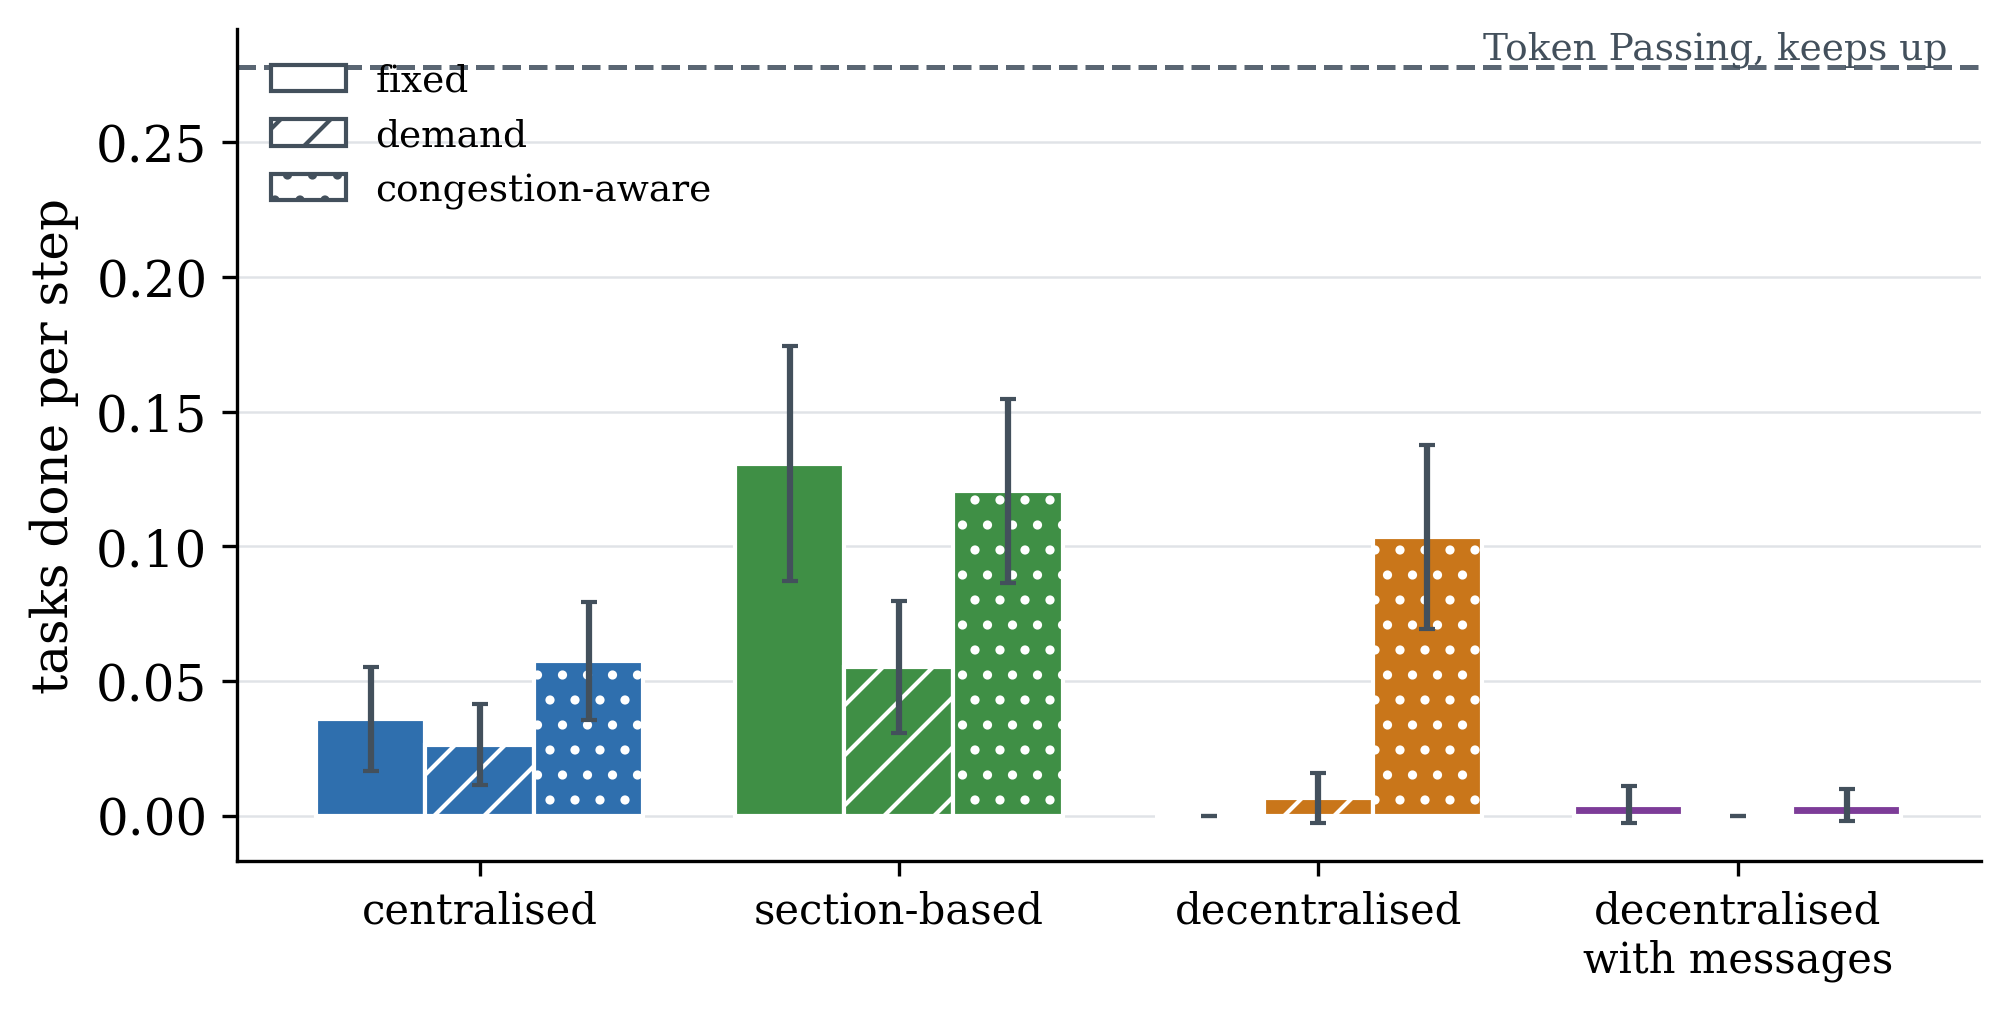 Token Passing, keeps up
fixed
demand
congestion-aware
tasks done per step
0.25
0.20
0.15
0.10
0.05
0.00
centralised
section-based
decentralised
decentralised
with messages